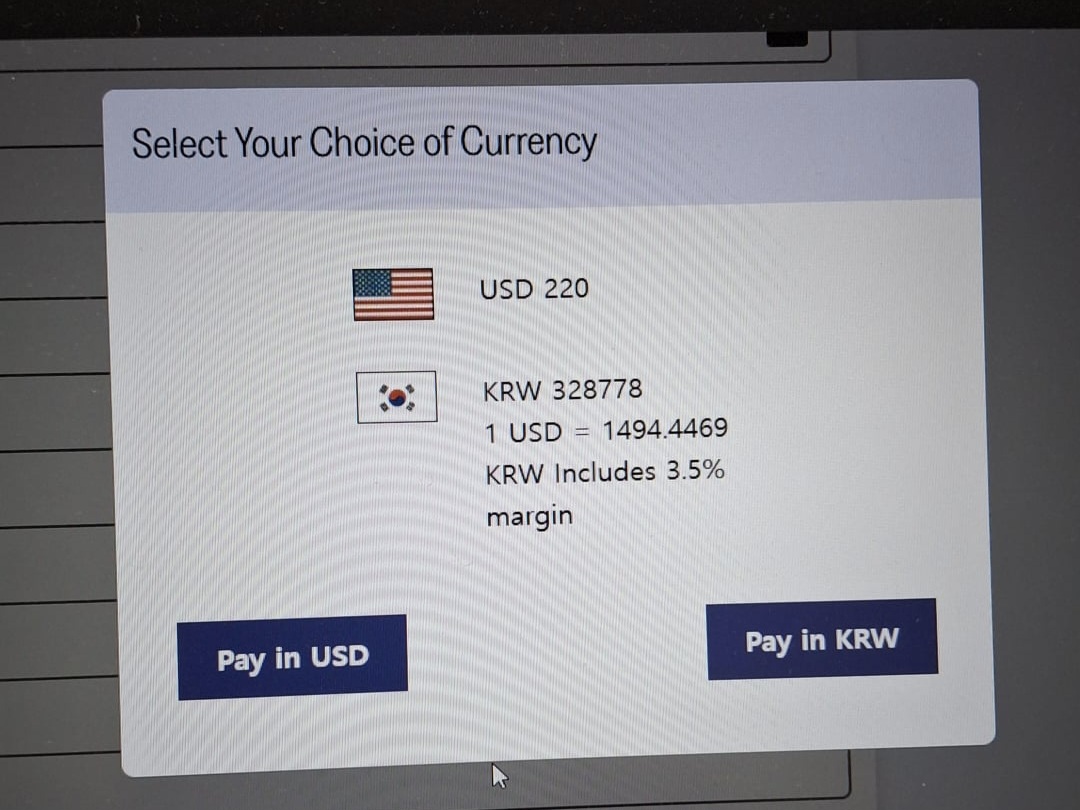 Select Your Choice of Currency
USD 220
KRW 328778
1 USD = 1494.4469
KRW Includes 3.5%
margin
Pay in USD
Pay in KRW